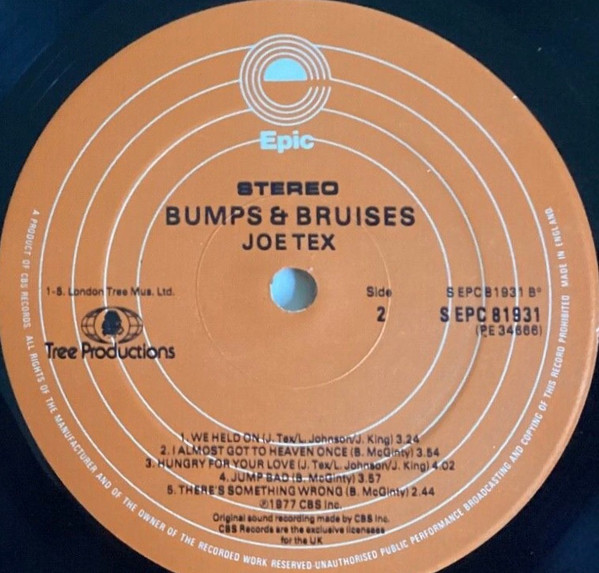 Epic
STEREO
BUMPS & BRUISES
JOE TEX
1-5. London Tree Mus. Ltd.
Tree Productions
Side
2
S EPC 81931 B°
S EPC 81931
(PE 34666)
1. WE HELD ON (J. Tex/L. Johnson/J. King) 3.24
2. I ALMOST GOT TO HEAVEN ONCE (B. McGinty) 3.54
3. HUNGRY FOR YOUR LOVE (J. Tex/L. Johnson/J. King) 4.02
4. JUMP BAD (B. McGinty) 3.57
5. THERE'S SOMETHING WRONG (B. McGinty) 2.44
℗1977 CBS Inc.
Original sound recording made by CBS Inc.
CBS Records are the exclusive licensees
for the UK
A PRODUCT OF CBS RECORDS. ALL RIGHTS OF THE MANUFACTURER AND OF THE OWNER OF THE RECORDED WORK RESERVED·UNAUTHORISED PUBLIC PERFORMANCE BROADCASTING AND COPYING OF THIS RECORD PROHIBITED MADE IN ENGLAND